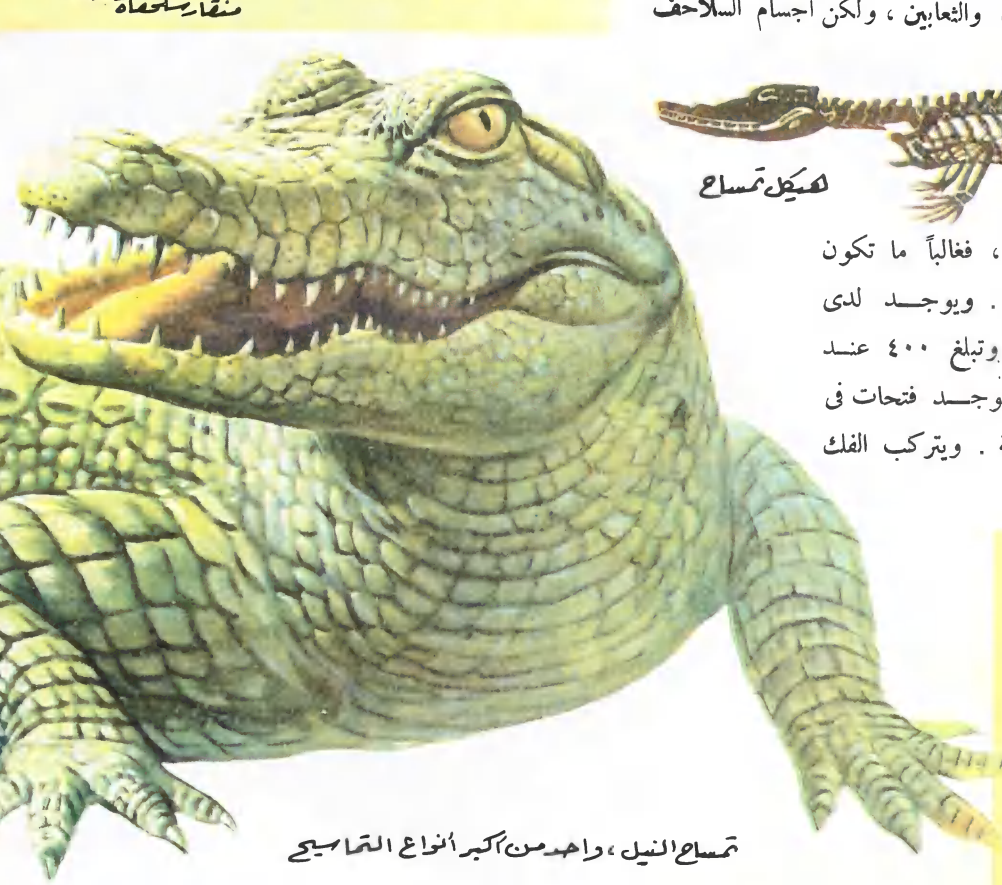 منقار سلحفاة
، والثعابين ، ولكن أجسام السلاحف
هيكل تمساح
، فغالباً ما تكون
. ويوجد لدى
وتبلغ ٤٠٠ عند
وجد فتحات فى
ة . ويتركب الفك
تمساح النيل ، واحد من أكبر أنواع التماسيح